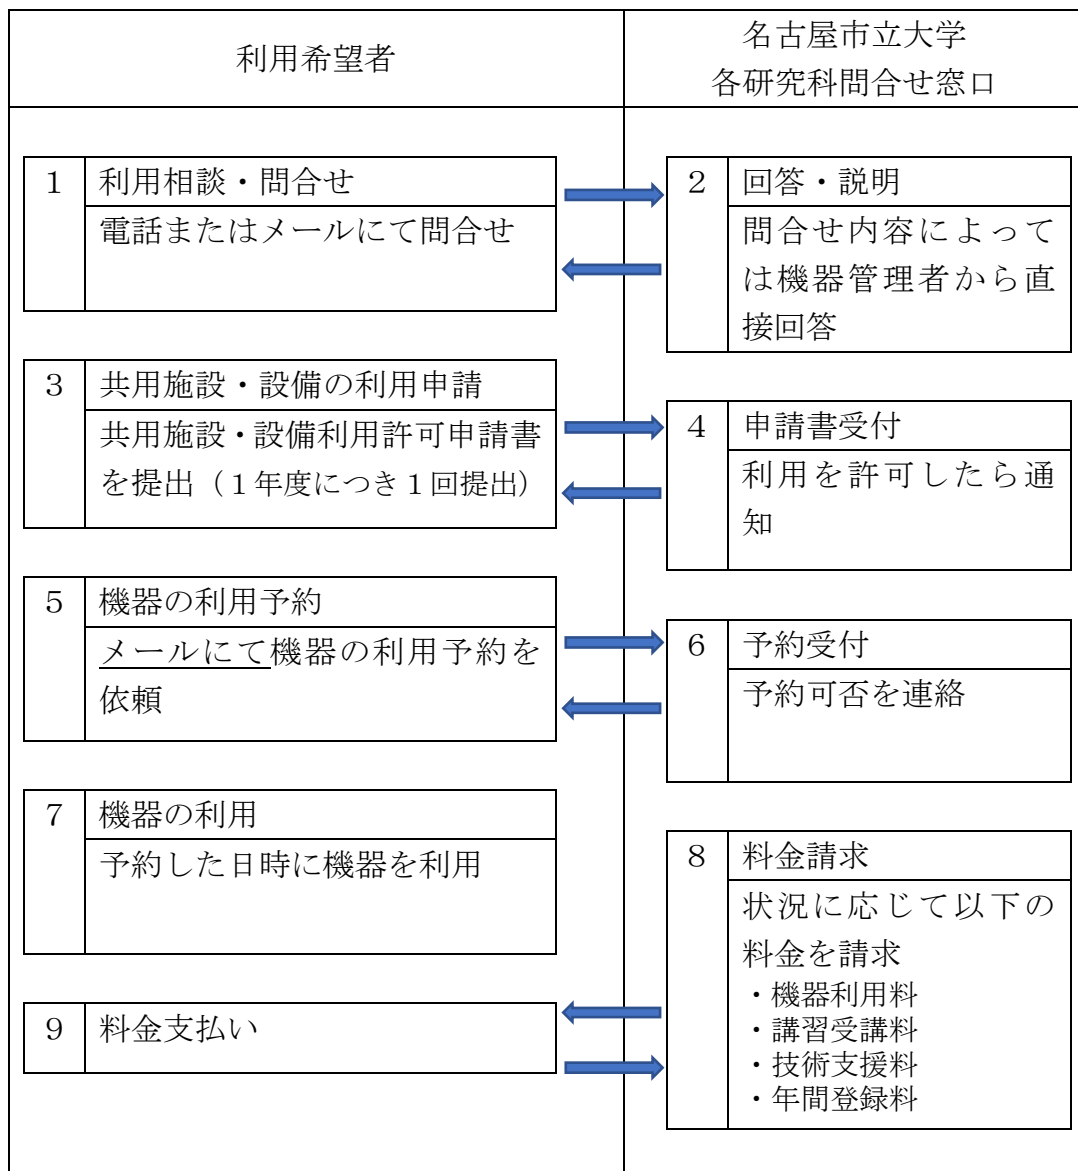 利用希望者
名古屋市立大学
各研究科問合せ窓口
1 利用相談・問合せ
電話またはメールにて問合せ
2 回答・説明
問合せ内容によって
は機器管理者から直
接回答
3 共用施設・設備の利用申請
共用施設・設備利用許可申請書
を提出（１年度につき１回提出）
4 申請書受付
利用を許可したら通
知
5 機器の利用予約
メールにて機器の利用予約を
依頼
6 予約受付
予約可否を連絡
7 機器の利用
予約した日時に機器を利用
8 料金請求
状況に応じて以下の
料金を請求
・機器利用料
・講習受講料
・技術支援料
・年間登録料
9 料金支払い